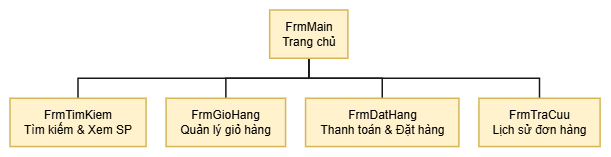 FrmMain
Trang chủ
FrmTimKiem
Tìm kiếm & Xem SP
FrmGioHang
Quản lý giỏ hàng
FrmDatHang
Thanh toán & Đặt hàng
FrmTraCuu
Lịch sử đơn hàng